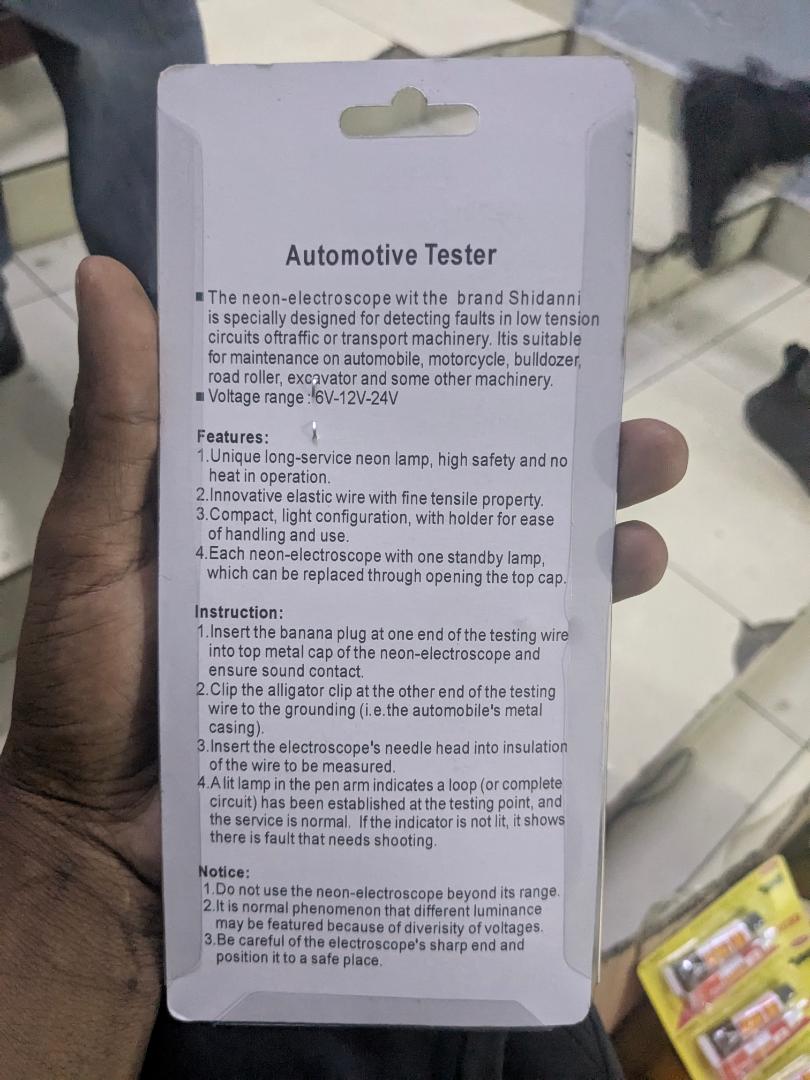 Automotive Tester
■ The neon-electroscope wit the brand Shidanni
is specially designed for detecting faults in low tension
circuits oftraffic or transport machinery. Itis suitable
for maintenance on automobile, motorcycle, bulldozer,
road roller, excavator and some other machinery.
■ Voltage range : 6V-12V-24V
Features:
1.Unique long-service neon lamp, high safety and no
heat in operation.
2.Innovative elastic wire with fine tensile property.
3.Compact, light configuration, with holder for ease
of handling and use.
4.Each neon-electroscope with one standby lamp,
which can be replaced through opening the top cap.
Instruction:
1.Insert the banana plug at one end of the testing wire
into top metal cap of the neon-electroscope and
ensure sound contact.
2.Clip the alligator clip at the other end of the testing
wire to the grounding (i.e.the automobile's metal
casing).
3.Insert the electroscope's needle head into insulation
of the wire to be measured.
4.A lit lamp in the pen arm indicates a loop (or complete
circuit) has been established at the testing point, and
the service is normal. If the indicator is not lit, it shows
there is fault that needs shooting.
Notice:
1.Do not use the neon-electroscope beyond its range.
2.It is normal phenomenon that different luminance
may be featured because of diverisity of voltages.
3.Be careful of the electroscope's sharp end and
position it to a safe place.